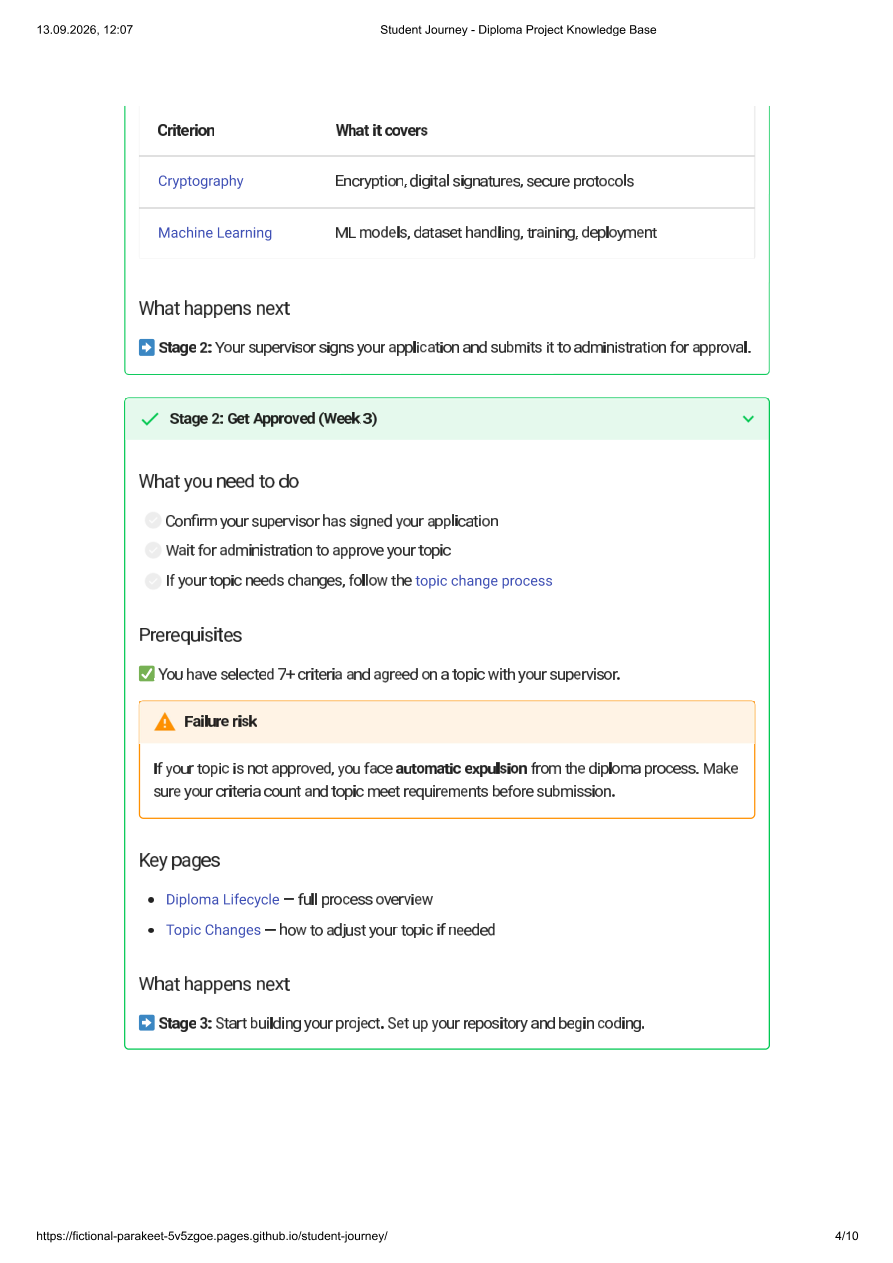 13.09.2026, 12:07
Student Journey - Diploma Project Knowledge Base
Criterion What it covers
Cryptography Encryption, digital signatures, secure protocols
Machine Learning ML models, dataset handling, training, deployment
What happens next
Stage 2: Your supervisor signs your application and submits it to administration for approval.
Stage 2: Get Approved (Week 3)
What you need to do
Confirm your supervisor has signed your application
Wait for administration to approve your topic
If your topic needs changes, follow the topic change process
Prerequisites
You have selected 7+ criteria and agreed on a topic with your supervisor.
Failure risk
If your topic is not approved, you face automatic expulsion from the diploma process. Make
sure your criteria count and topic meet requirements before submission.
Key pages
• Diploma Lifecycle — full process overview
• Topic Changes — how to adjust your topic if needed
What happens next
Stage 3: Start building your project. Set up your repository and begin coding.
https://fictional-parakeet-5v5zgoe.pages.github.io/student-journey/
4/10